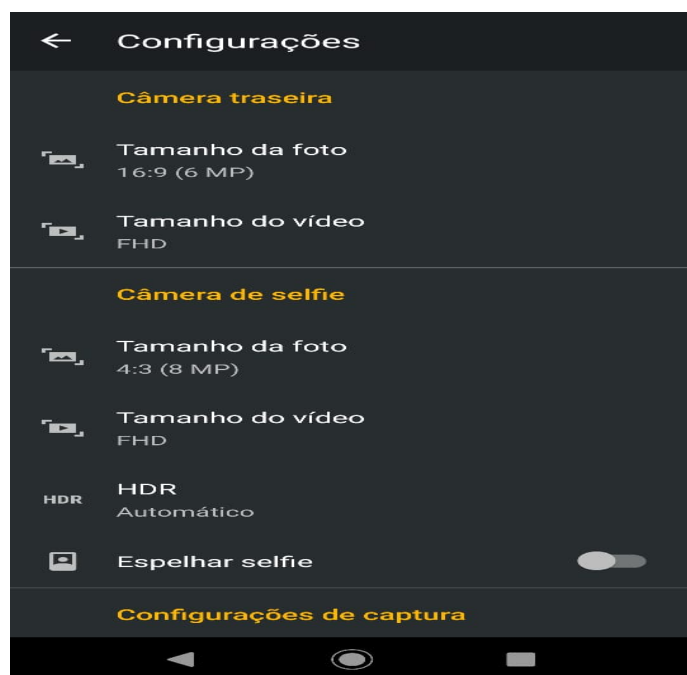 Configurações
Câmera traseira
Tamanho da foto
16:9 (6 MP)
Tamanho do vídeo
FHD
Câmera de selfie
Tamanho da foto
4:3 (8 MP)
Tamanho do vídeo
FHD
HDR HDR
Automático
Espelhar selfie
Configurações de captura